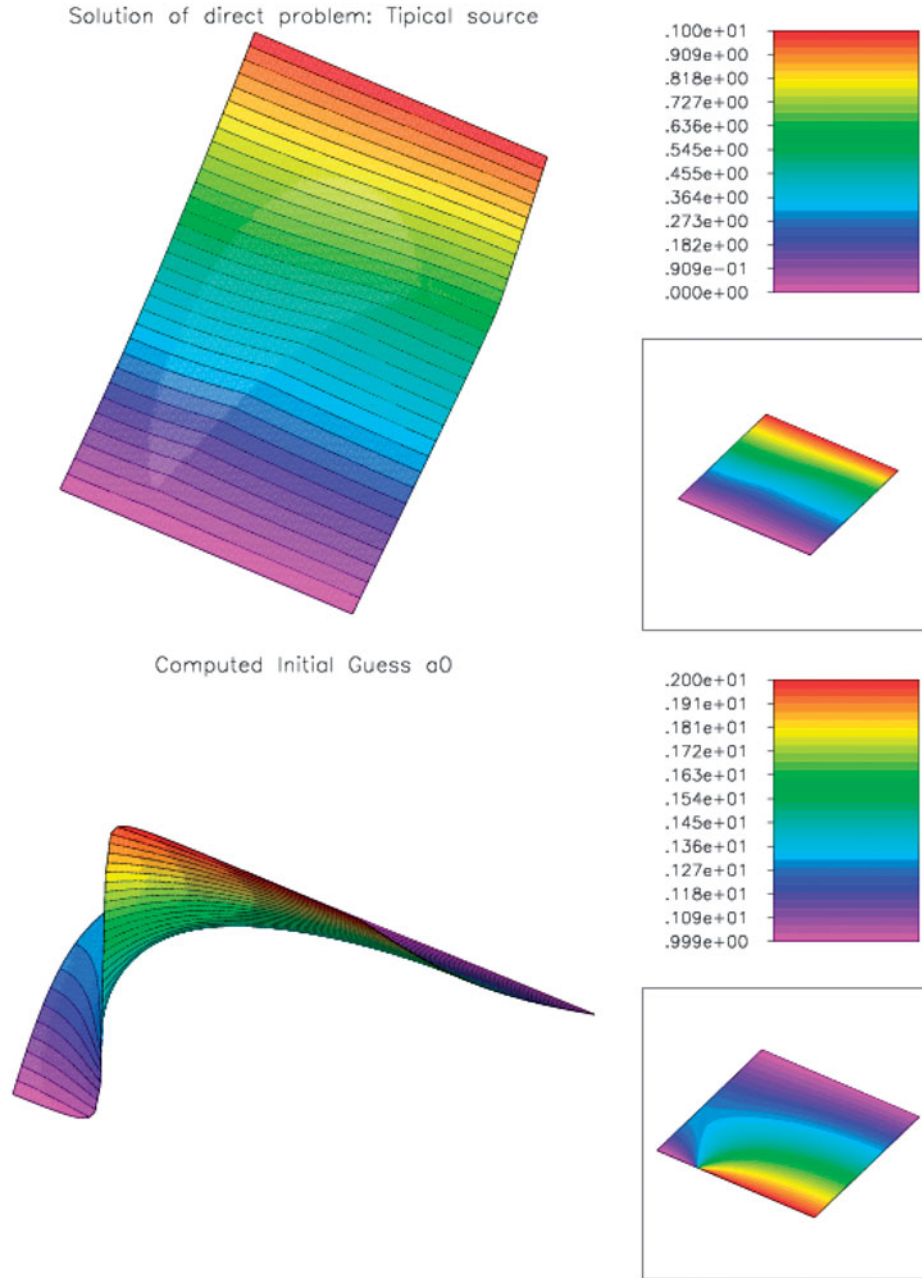 Solution of direct problem: Tipical source
.100e+01
.909e+00
.818e+00
.727e+00
.636e+00
.545e+00
.455e+00
.364e+00
.273e+00
.182e+00
.909e-01
.000e+00
Computed Initial Guess a0
.200e+01
.191e+01
.181e+01
.172e+01
.163e+01
.154e+01
.145e+01
.136e+01
.127e+01
.118e+01
.109e+01
.999e+00